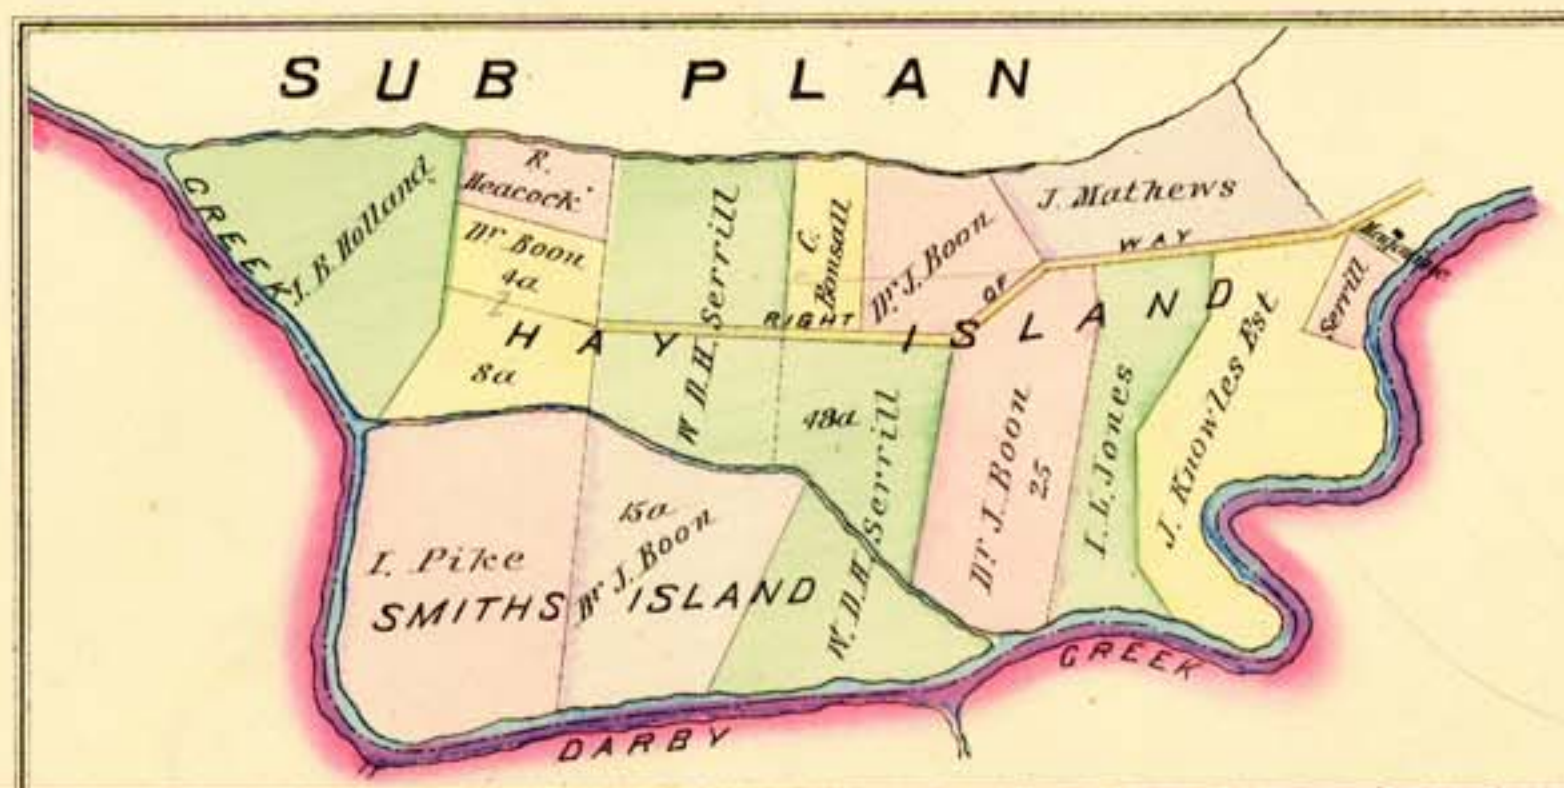 SUB PLAN
CREEK
J. B. Holland
R.
Heacock
Dr Boon
4a
8a
W D. H. Serrill
C.
Bonsall
Dr J. Boon
J. Mathews
RIGHT OF WAY
HAY ISLAND
Serrill
48a
W. D. H. Serrill
Dr J. Boon
25
I. L. Jones
J. Knowles Est
I. Pike
15a
Dr J. Boon
SMITHS ISLAND
DARBY CREEK